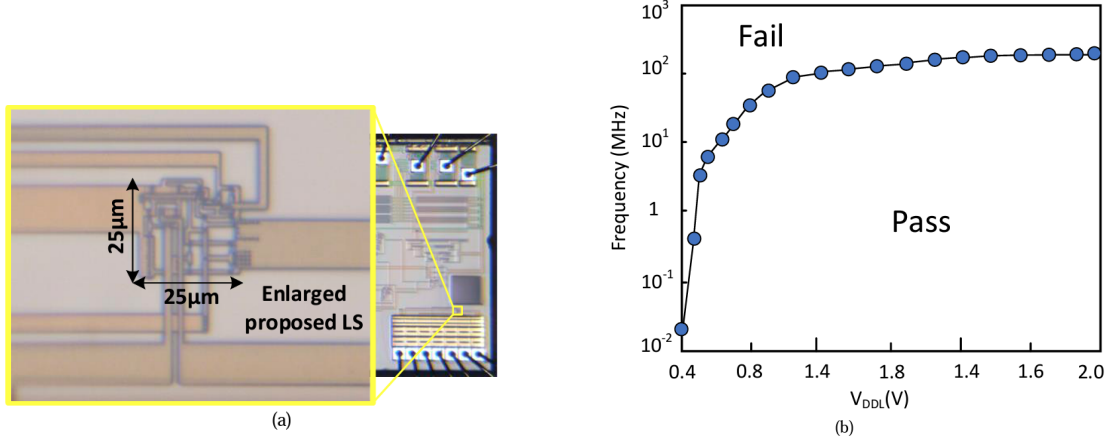 25μm
25μm
Enlarged
proposed LS
(a)
Fail
Pass
Frequency (MHz)
10³
10²
10¹
1
10⁻¹
10⁻²
0.4 0.8 1.4 1.8 1.4 1.6 2.0
V_DDL(V)
(b)